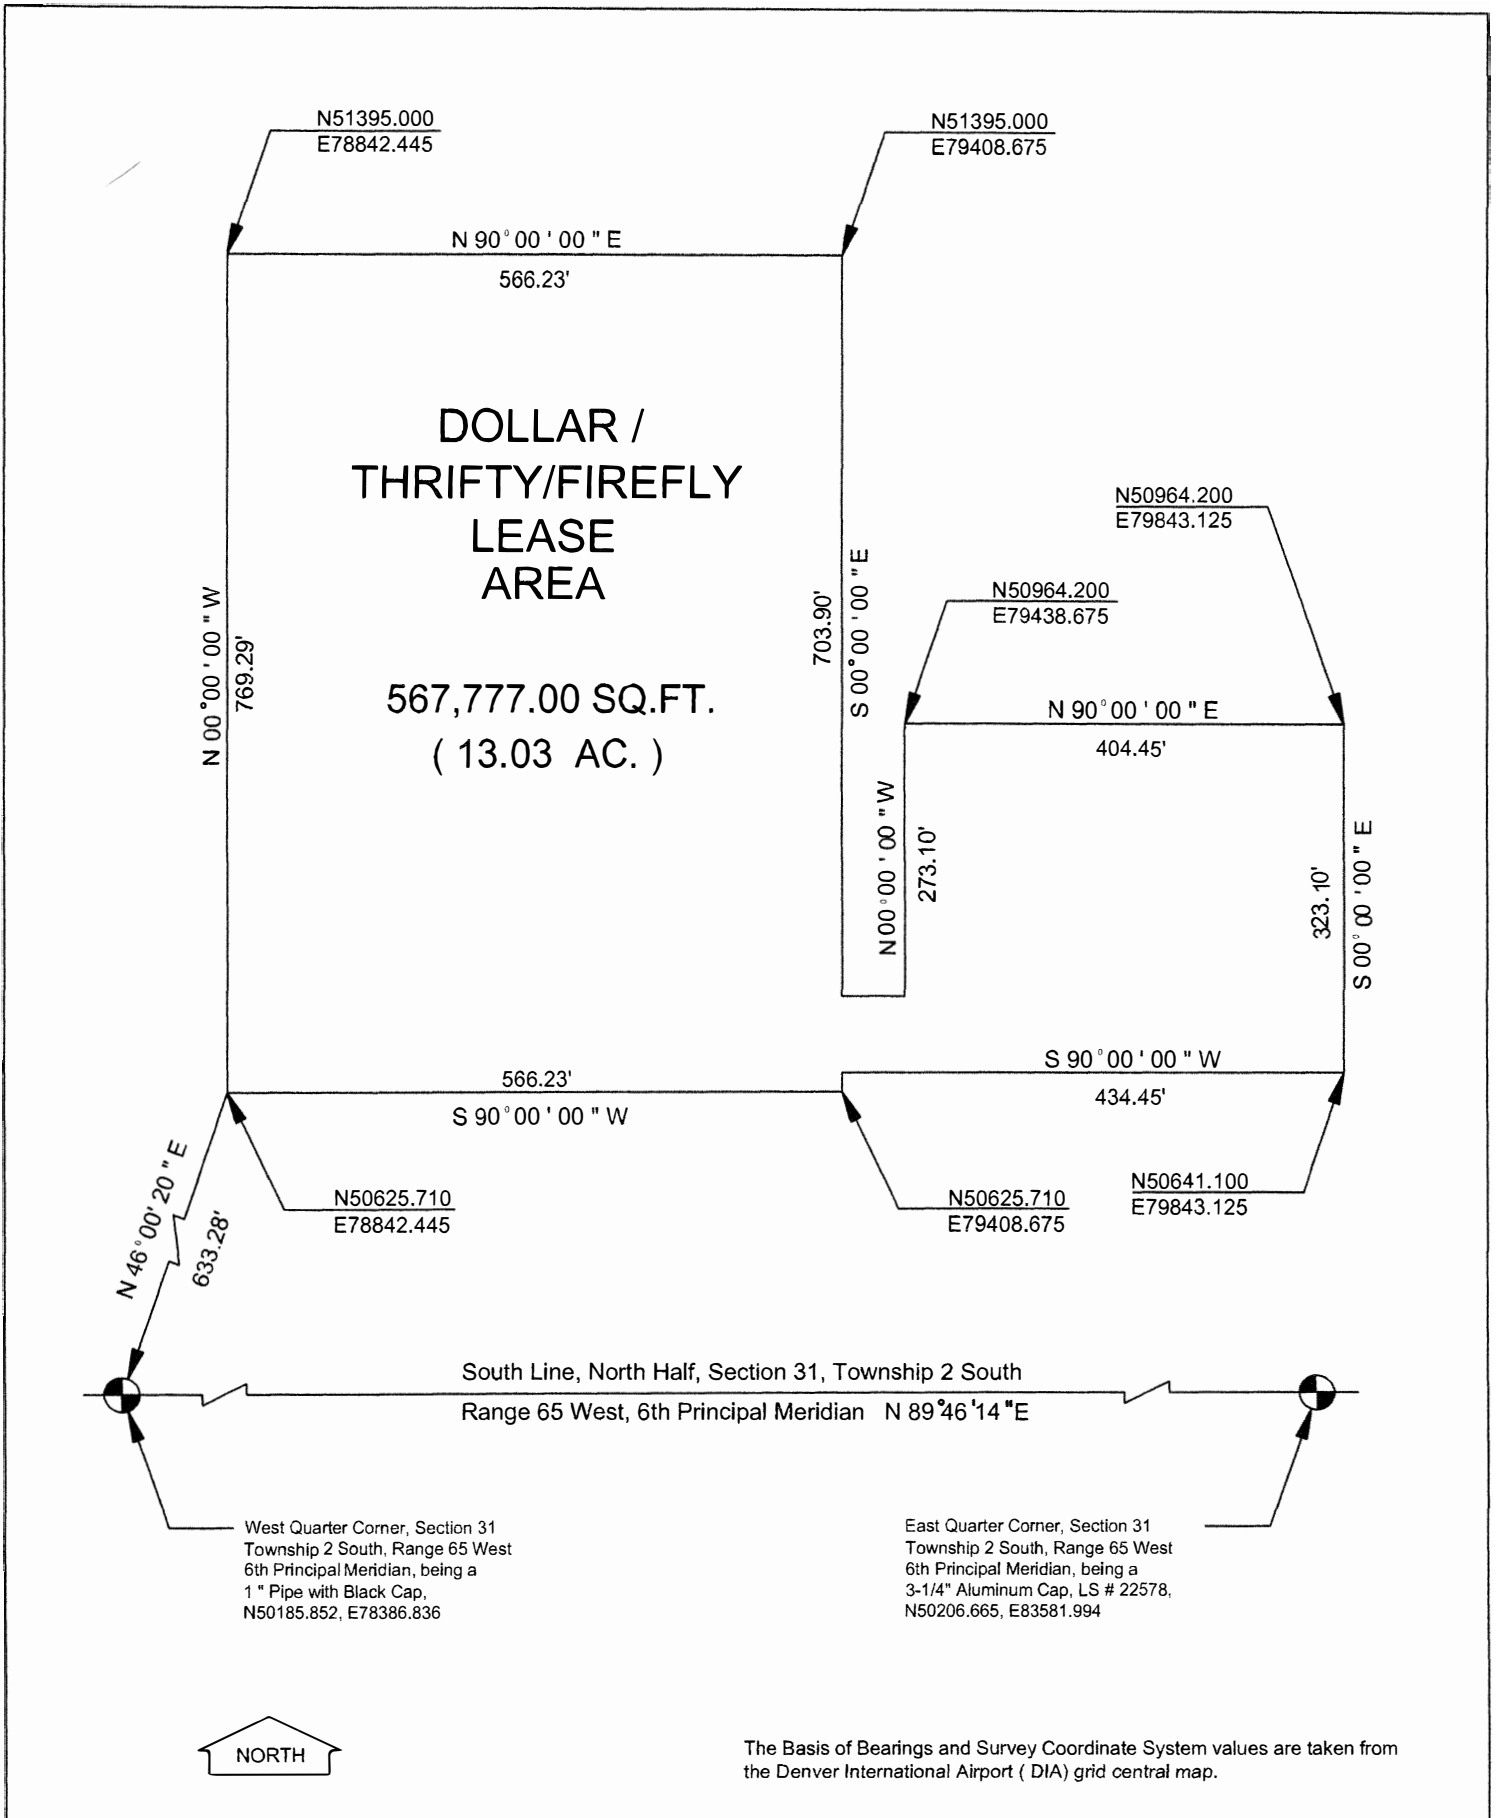 N51395.000
E78842.445
N51395.000
E79408.675
N 90°00 ' 00 " E
566.23'
DOLLAR /
THRIFTY/FIREFLY
LEASE
AREA
567,777.00 SQ.FT.
( 13.03 AC. )
N 00°00 ' 00 " W
769.29'
703.90'
S 00°00 ' 00 " E
N50964.200
E79843.125
N50964.200
E79438.675
N 90°00 ' 00 " E
404.45'
N 00°00 ' 00 " W
273.10'
323.10'
S 00°00 ' 00 " E
S 90°00 ' 00 " W
434.45'
566.23'
S 90°00 ' 00 " W
N50625.710
E78842.445
N50625.710
E79408.675
N50641.100
E79843.125
N 46°00' 20 " E
633.28'
South Line, North Half, Section 31, Township 2 South
Range 65 West, 6th Principal Meridian N 89°46 '14 "E
West Quarter Corner, Section 31
Township 2 South, Range 65 West
6th Principal Meridian, being a
1 " Pipe with Black Cap,
N50185.852, E78386.836
East Quarter Corner, Section 31
Township 2 South, Range 65 West
6th Principal Meridian, being a
3-1/4" Aluminum Cap, LS # 22578,
N50206.665, E83581.994
NORTH
The Basis of Bearings and Survey Coordinate System values are taken from
the Denver International Airport ( DIA) grid central map.